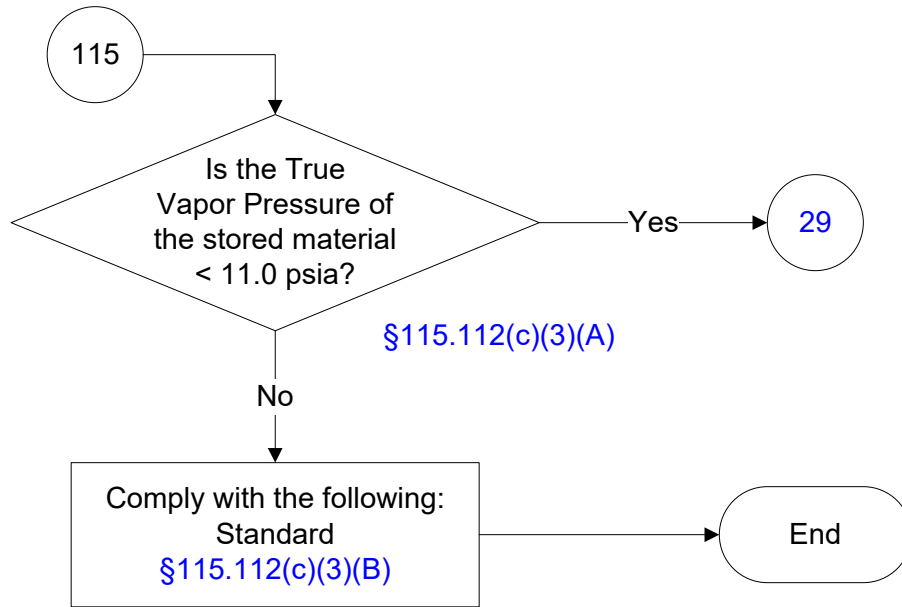 115
Is the True
Vapor Pressure of
the stored material
< 11.0 psia?
Yes
29
§115.112(c)(3)(A)
No
Comply with the following:
Standard
§115.112(c)(3)(B)
End